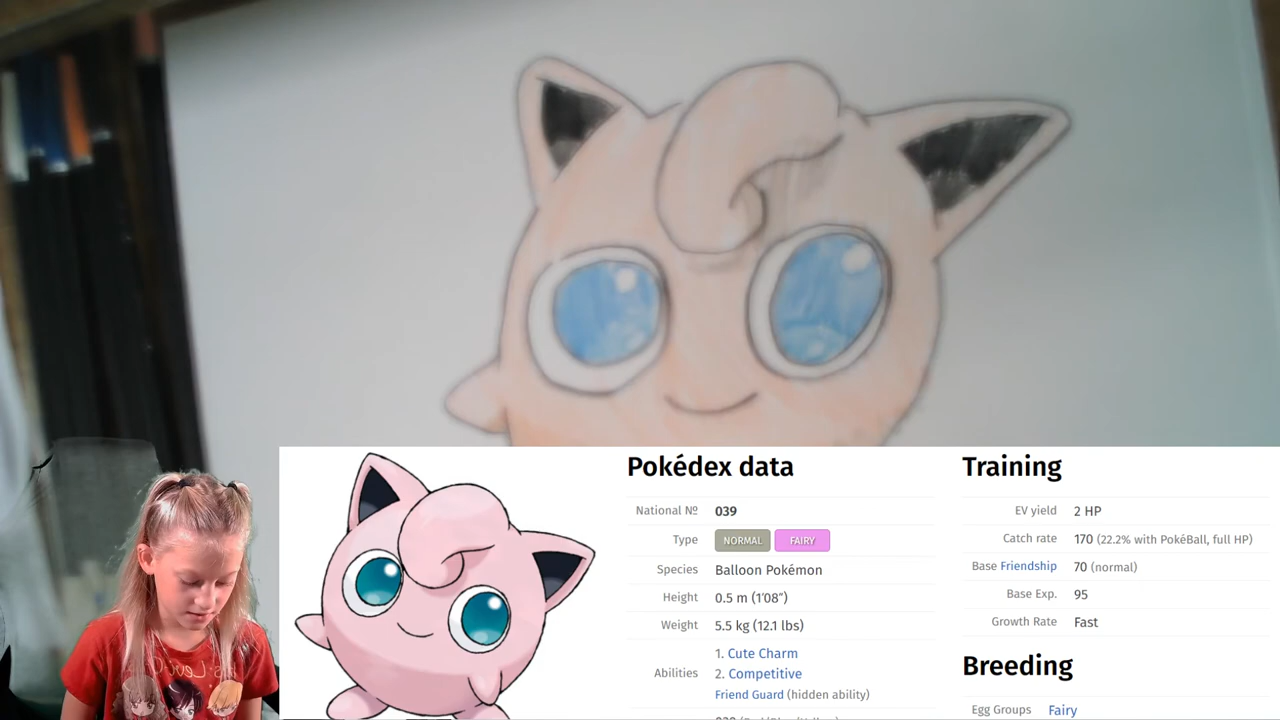 Pokédex data
National № 039
Type NORMAL FAIRY
Species Balloon Pokémon
Height 0.5 m (1′08″)
Weight 5.5 kg (12.1 lbs)
Abilities 1. Cute Charm
2. Competitive
Friend Guard (hidden ability)
Training
EV yield 2 HP
Catch rate 170 (22.2% with PokéBall, full HP)
Base Friendship 70 (normal)
Base Exp. 95
Growth Rate Fast
Breeding
Egg Groups Fairy